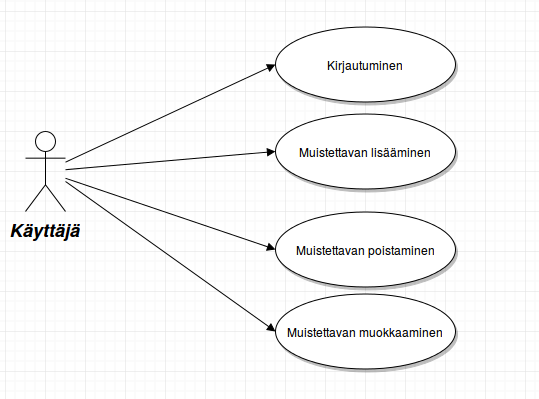 Kirjautuminen
Muistettavan lisääminen
Käyttäjä
Muistettavan poistaminen
Muistettavan muokkaaminen